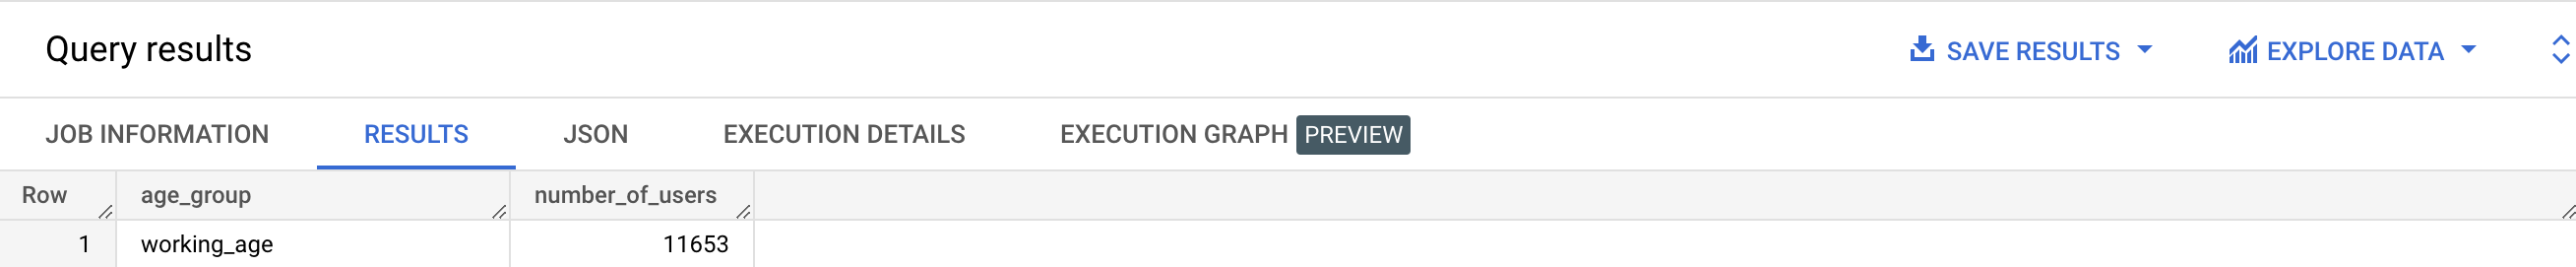 Query results
SAVE RESULTS
EXPLORE DATA
JOB INFORMATION
RESULTS
JSON
EXECUTION DETAILS
EXECUTION GRAPH PREVIEW
Row age_group number_of_users
1 working_age 11653